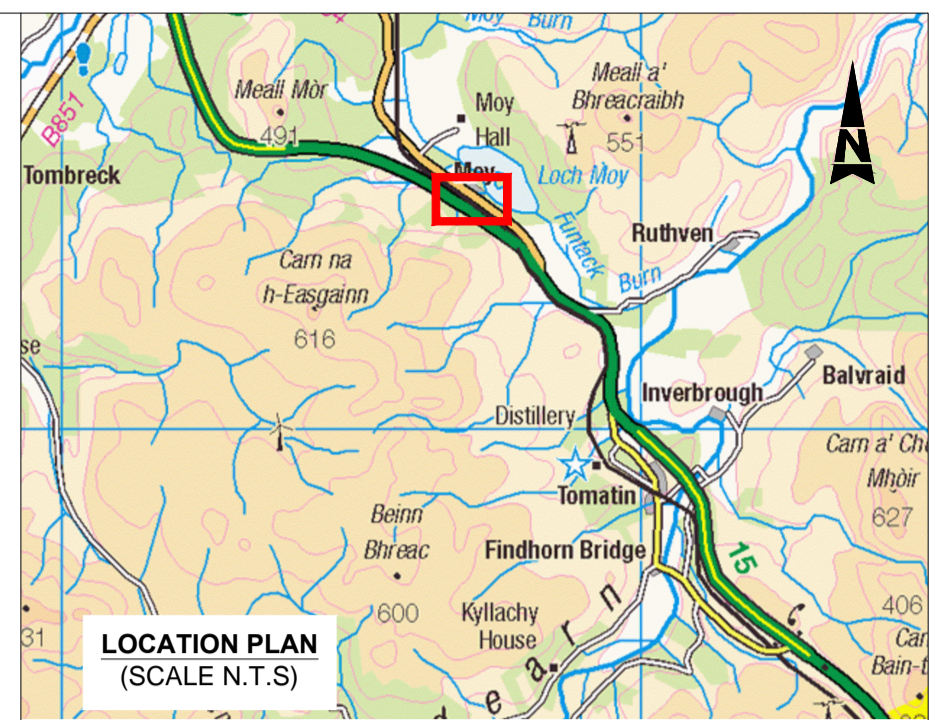 Moy Burn
Meall Mòr
491
B851
Tombreck
Moy
Hall
Meall a'
Bhreacraibh
551
N
Moy
Loch Moy
Funtack
Burn
Ruthven
Carn na
h-Easgainn
616
se
Distillery
Inverbrough
Balvraid
Carn a' Ch
Mhòir
627
Tomatin
Beinn
Bhreac
600
Findhorn Bridge
15
Kyllachy
House
406
Car
Bain-t
31
dearn
LOCATION PLAN
(SCALE N.T.S)